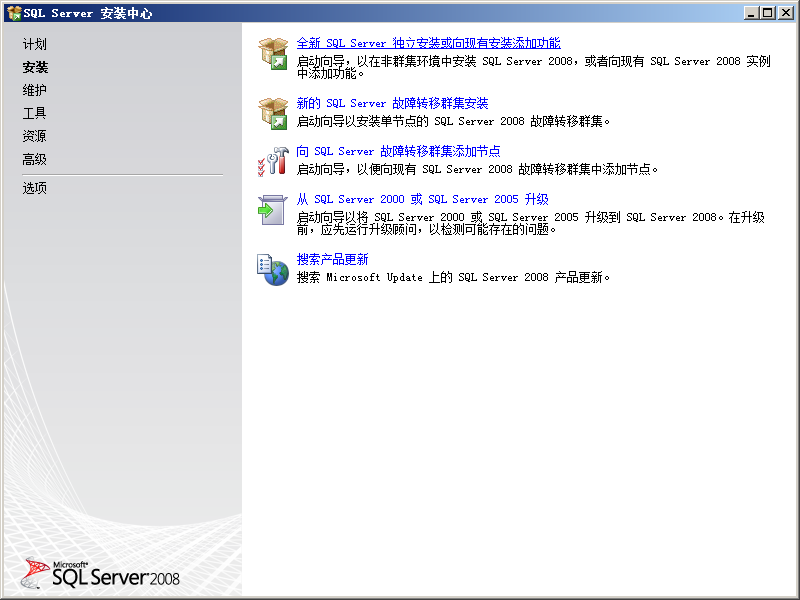 SQL Server 安装中心
计划
安装
维护
工具
资源
高级
选项
全新 SQL Server 独立安装或向现有安装添加功能
启动向导，以在非群集环境中安装 SQL Server 2008，或者向现有 SQL Server 2008 实例
中添加功能。
新的 SQL Server 故障转移群集安装
启动向导以安装单节点的 SQL Server 2008 故障转移群集。
向 SQL Server 故障转移群集添加节点
启动向导，以便向现有 SQL Server 2008 故障转移群集中添加节点。
从 SQL Server 2000 或 SQL Server 2005 升级
启动向导以将 SQL Server 2000 或 SQL Server 2005 升级到 SQL Server 2008。在升级
前，应先运行升级顾问，以检测可能存在的问题。
搜索产品更新
搜索 Microsoft Update 上的 SQL Server 2008 产品更新。
Microsoft®
SQL Server 2008